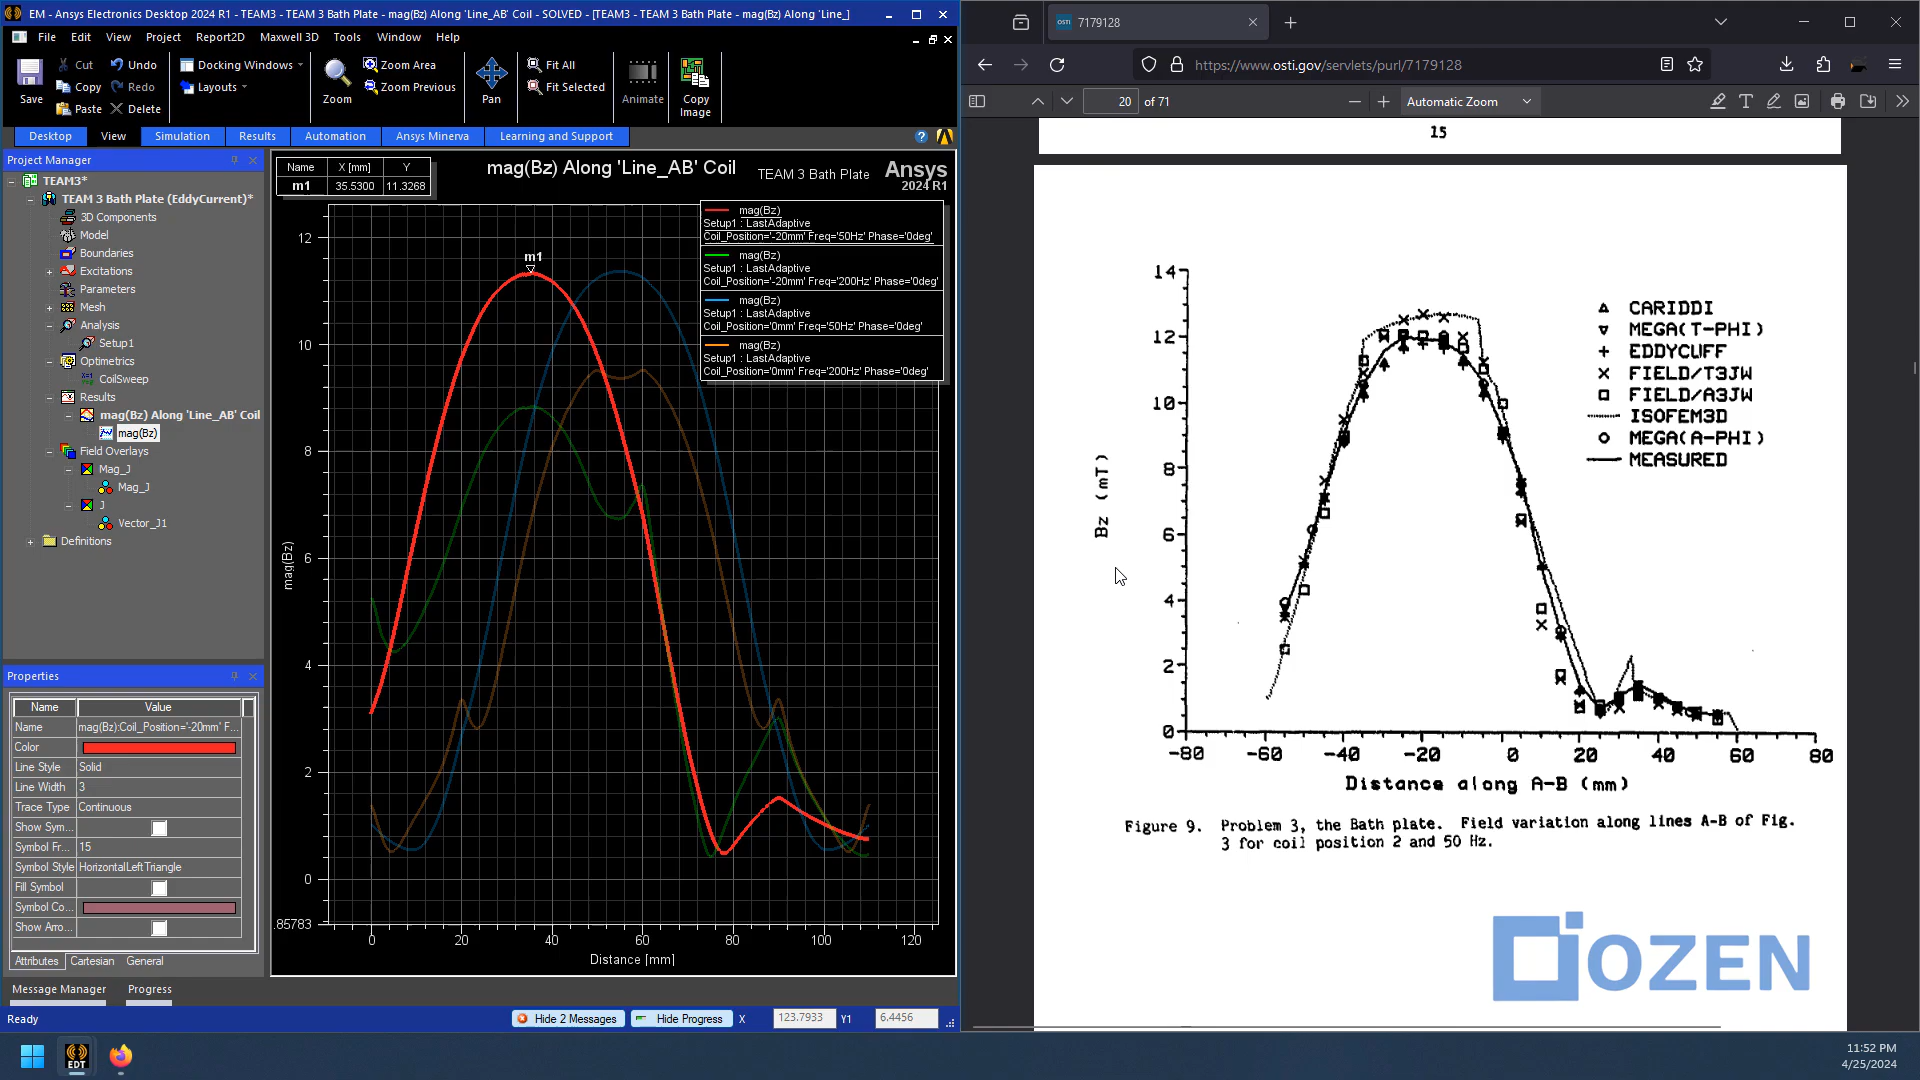 EM - Ansys Electronics Desktop 2024 R1 - TEAM3 - TEAM 3 Bath Plate - mag(Bz) Along 'Line_AB' Coil - SOLVED - [TEAM3 - TEAM 3 Bath Plate - mag(Bz) Along 'Line_]
File Edit View Project Report2D Maxwell 3D Tools Window Help
Save
Cut
Copy
Paste
Undo
Redo
Delete
Docking Windows
Layouts
Zoom
Zoom Area
Zoom Previous
Pan
Fit All
Fit Selected
Animate
Copy
Image
Desktop View Simulation Results Automation Ansys Minerva Learning and Support
Project Manager
TEAM3*
TEAM 3 Bath Plate (EddyCurrent)*
3D Components
Model
Boundaries
Excitations
Parameters
Mesh
Analysis
Setup1
Optimetrics
CoilSweep
Results
mag(Bz) Along 'Line_AB' Coil
mag(Bz)
Field Overlays
Mag_J
Mag_J
J
Vector_J1
Definitions
Properties
Name Value
Name mag(Bz):Coil_Position='-20mm' F...
Color
Line Style Solid
Line Width 3
Trace Type Continuous
Show Sym...
Symbol Fr... 15
Symbol Style HorizontalLeftTriangle
Fill Symbol
Symbol Co...
Show Arro...
Attributes Cartesian General
Message Manager Progress
Ready
Hide 2 Messages Hide Progress X 123.7933 Y1 6.4456
Name X [mm] Y
m1 35.5300 11.3268
mag(Bz) Along 'Line_AB' Coil
TEAM 3 Bath Plate
Ansys
2024 R1
mag(Bz)
Setup1 : LastAdaptive
Coil_Position='-20mm' Freq='50Hz' Phase='0deg'
mag(Bz)
Setup1 : LastAdaptive
Coil_Position='-20mm' Freq='200Hz' Phase='0deg'
mag(Bz)
Setup1 : LastAdaptive
Coil_Position='0mm' Freq='50Hz' Phase='0deg'
mag(Bz)
Setup1 : LastAdaptive
Coil_Position='0mm' Freq='200Hz' Phase='0deg'
m1
12
10
8
6
4
2
0
.85783
mag(Bz)
0 20 40 60 80 100 120
Distance [mm]
OSTI 7179128
https://www.osti.gov/servlets/purl/7179128
20 of 71
Automatic Zoom
15
14
12
10
8
6
4
2
0
Bz (mT)
CARIDDI
MEGA(T-PHI)
EDDYCUFF
FIELD/T3JW
FIELD/A3JW
ISOFEM3D
MEGA(A-PHI)
MEASURED
-80 -60 -40 -20 0 20 40 60 80
Distance along A-B (mm)
Figure 9. Problem 3, the Bath plate. Field variation along lines A-B of Fig.
3 for coil position 2 and 50 Hz.
OZEN
EDT
11:52 PM
4/25/2024